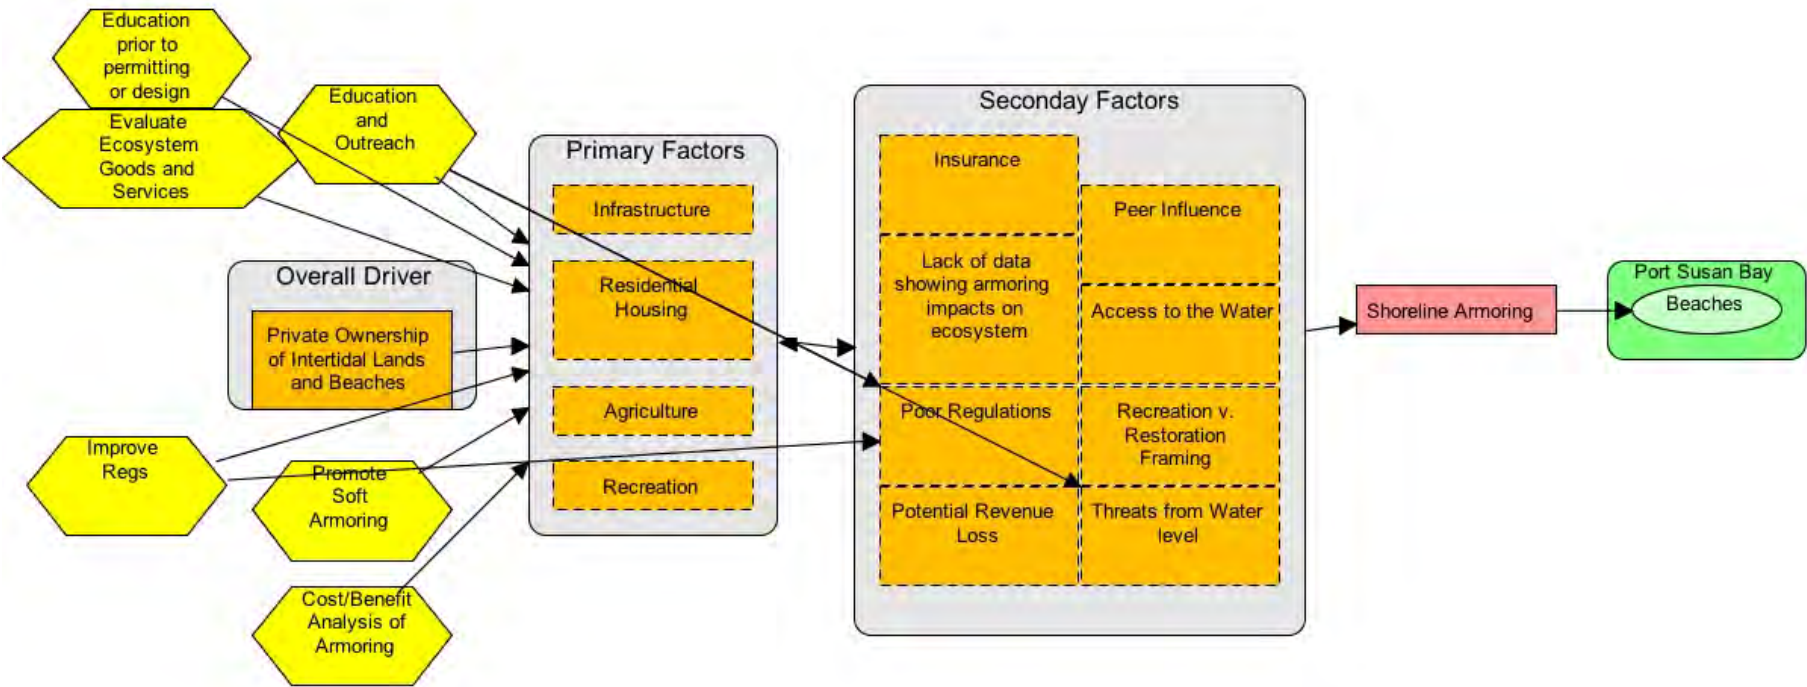 Education
prior to
permitting
or design
Evaluate
Ecosystem
Goods and
Services
Education
and
Outreach
Overall Driver
Private Ownership
of Intertidal Lands
and Beaches
Improve
Regs
Promote
Soft
Armoring
Cost/Benefit
Analysis of
Armoring
Primary Factors
Infrastructure
Residential
Housing
Agriculture
Recreation
Seconday Factors
Insurance
Lack of data
showing armoring
impacts on
ecosystem
Poor Regulations
Potential Revenue
Loss
Peer Influence
Access to the Water
Recreation v.
Restoration
Framing
Threats from Water
level
Shoreline Armoring
Port Susan Bay
Beaches